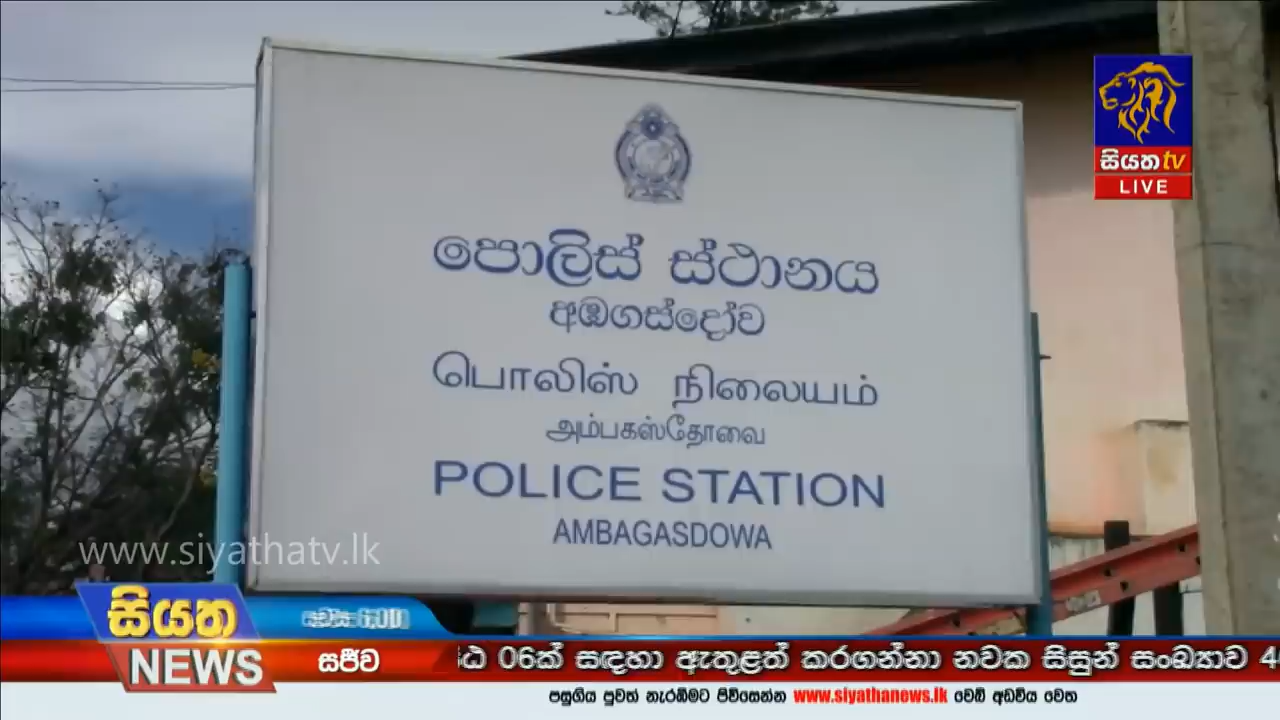 සියත tv
LIVE
පොලිස් ස්ථානය
අඹගස්දෝව
பொலிஸ் நிலையம்
அம்பகஸ்தோவை
POLICE STATION
AMBAGASDOWA
www.siyathatv.lk
සියත
NEWS
සජීව
06ක් සඳහා ඇතුළත් කරගන්නා නවක සිසුන් සංඛ්‍යාව
පසුගිය පුවත් නැරඹීමට පිවිසෙන්න www.siyathanews.lk වෙබ් අඩවිය වෙත